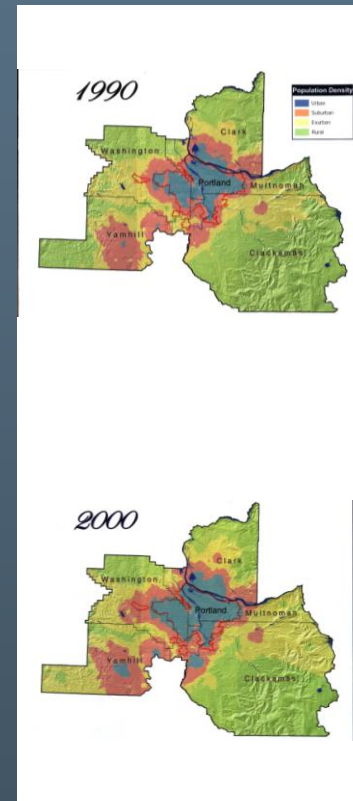 1990
Population Density
Urban
Suburban
Exurban
Rural
Clark
Washington
Portland
Multnomah
Yamhill
Clackamas
2000
Clark
Washington
Portland
Multnomah
Yamhill
Clackamas